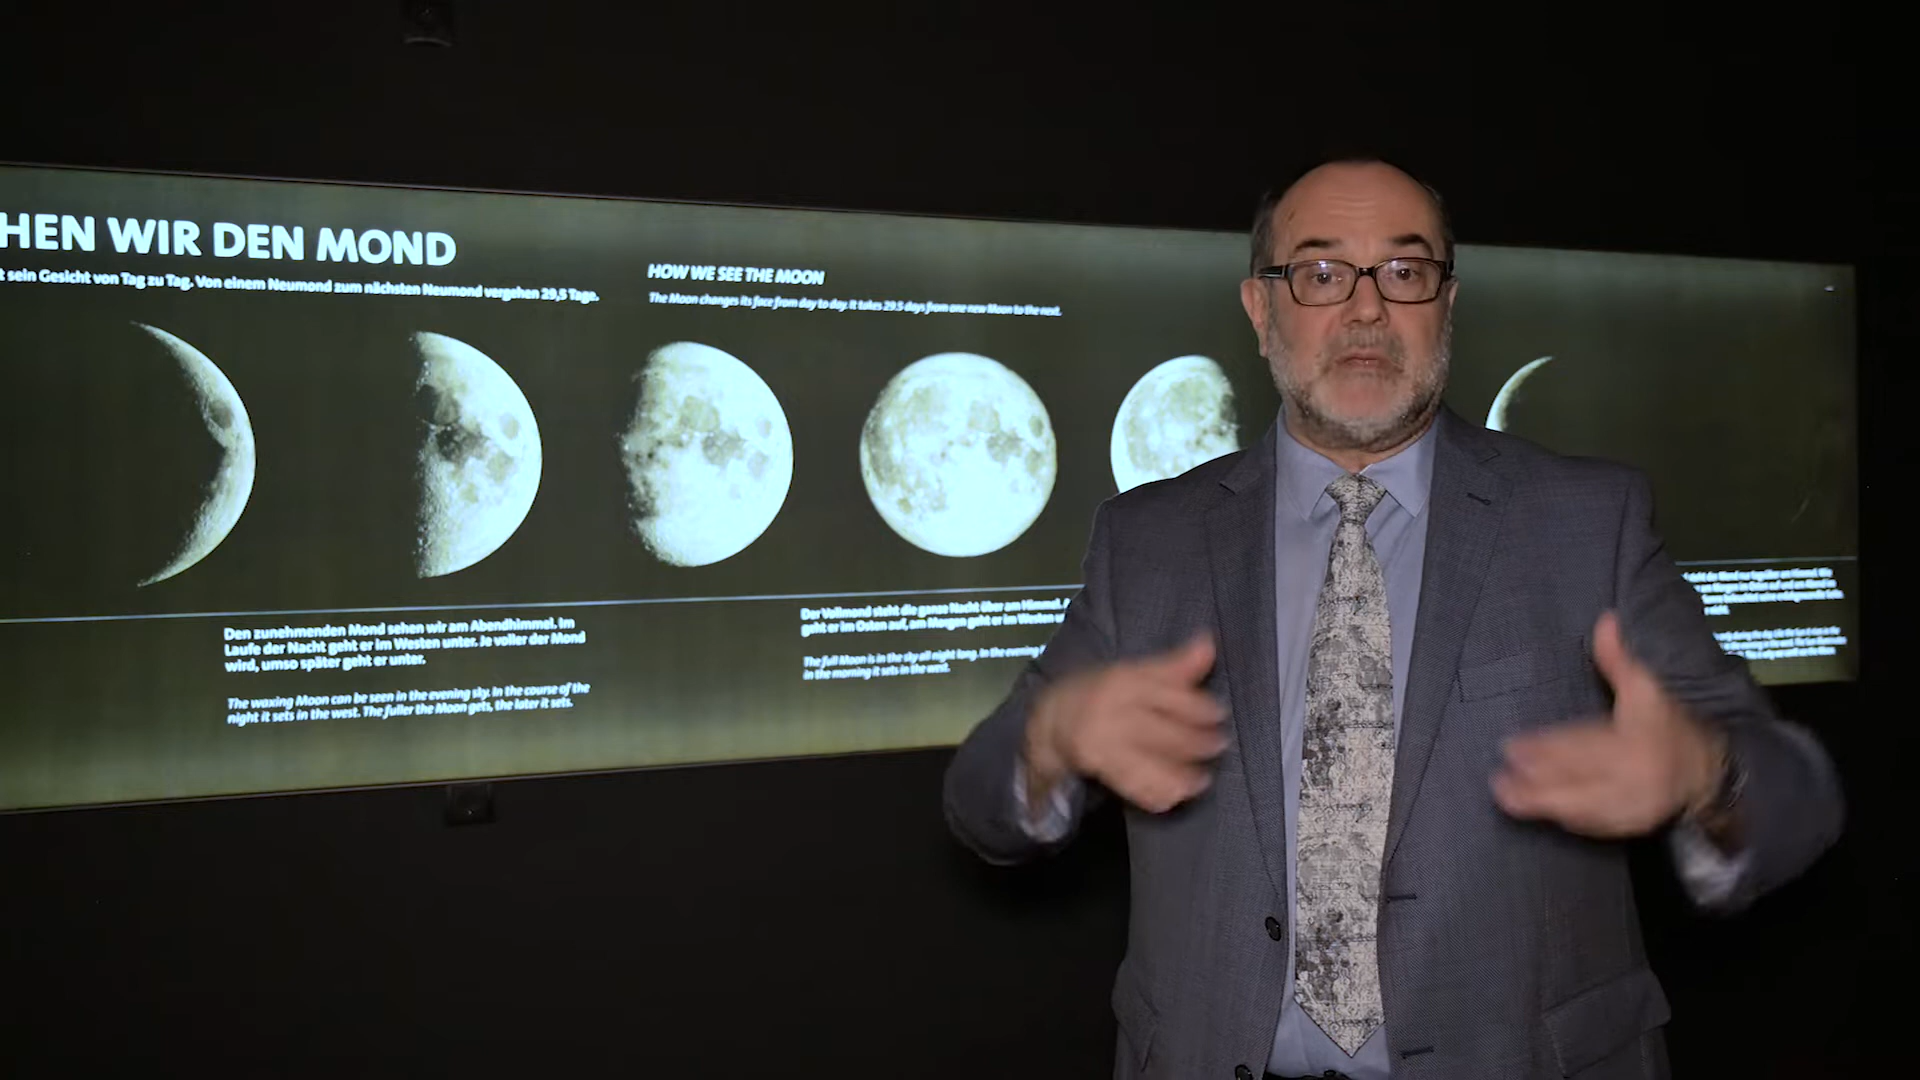 HEN WIR DEN MOND
t sein Gesicht von Tag zu Tag. Von einem Neumond zum nächsten Neumond vergehen 29,5 Tage.
HOW WE SEE THE MOON
The Moon changes its face from day to day. It takes 29.5 days from one new Moon to the next.
Den zunehmenden Mond sehen wir am Abendhimmel. Im
Laufe der Nacht geht er im Westen unter. Je voller der Mond
wird, umso später geht er unter.
The waxing Moon can be seen in the evening sky. In the course of the
night it sets in the west. The fuller the Moon gets, the later it sets.
Der Vollmond steht die ganze Nacht über am Himmel. A
geht er im Osten auf, am Morgen geht er im Westen u
The full Moon is in the sky all night long. In the evening
in the morning it sets in the west.